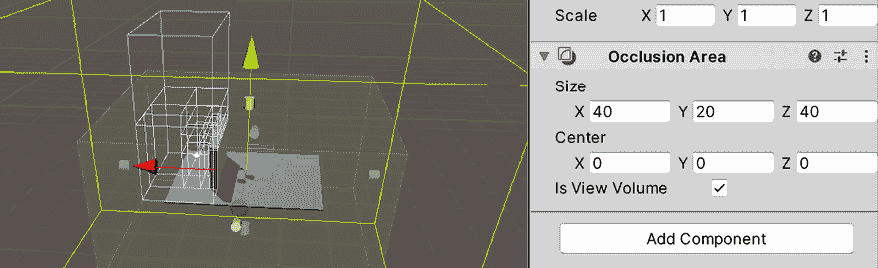 Scale X 1 Y 1 Z 1
Occlusion Area
Size
X 40 Y 20 Z 40
Center
X 0 Y 0 Z 0
Is View Volume
Add Component